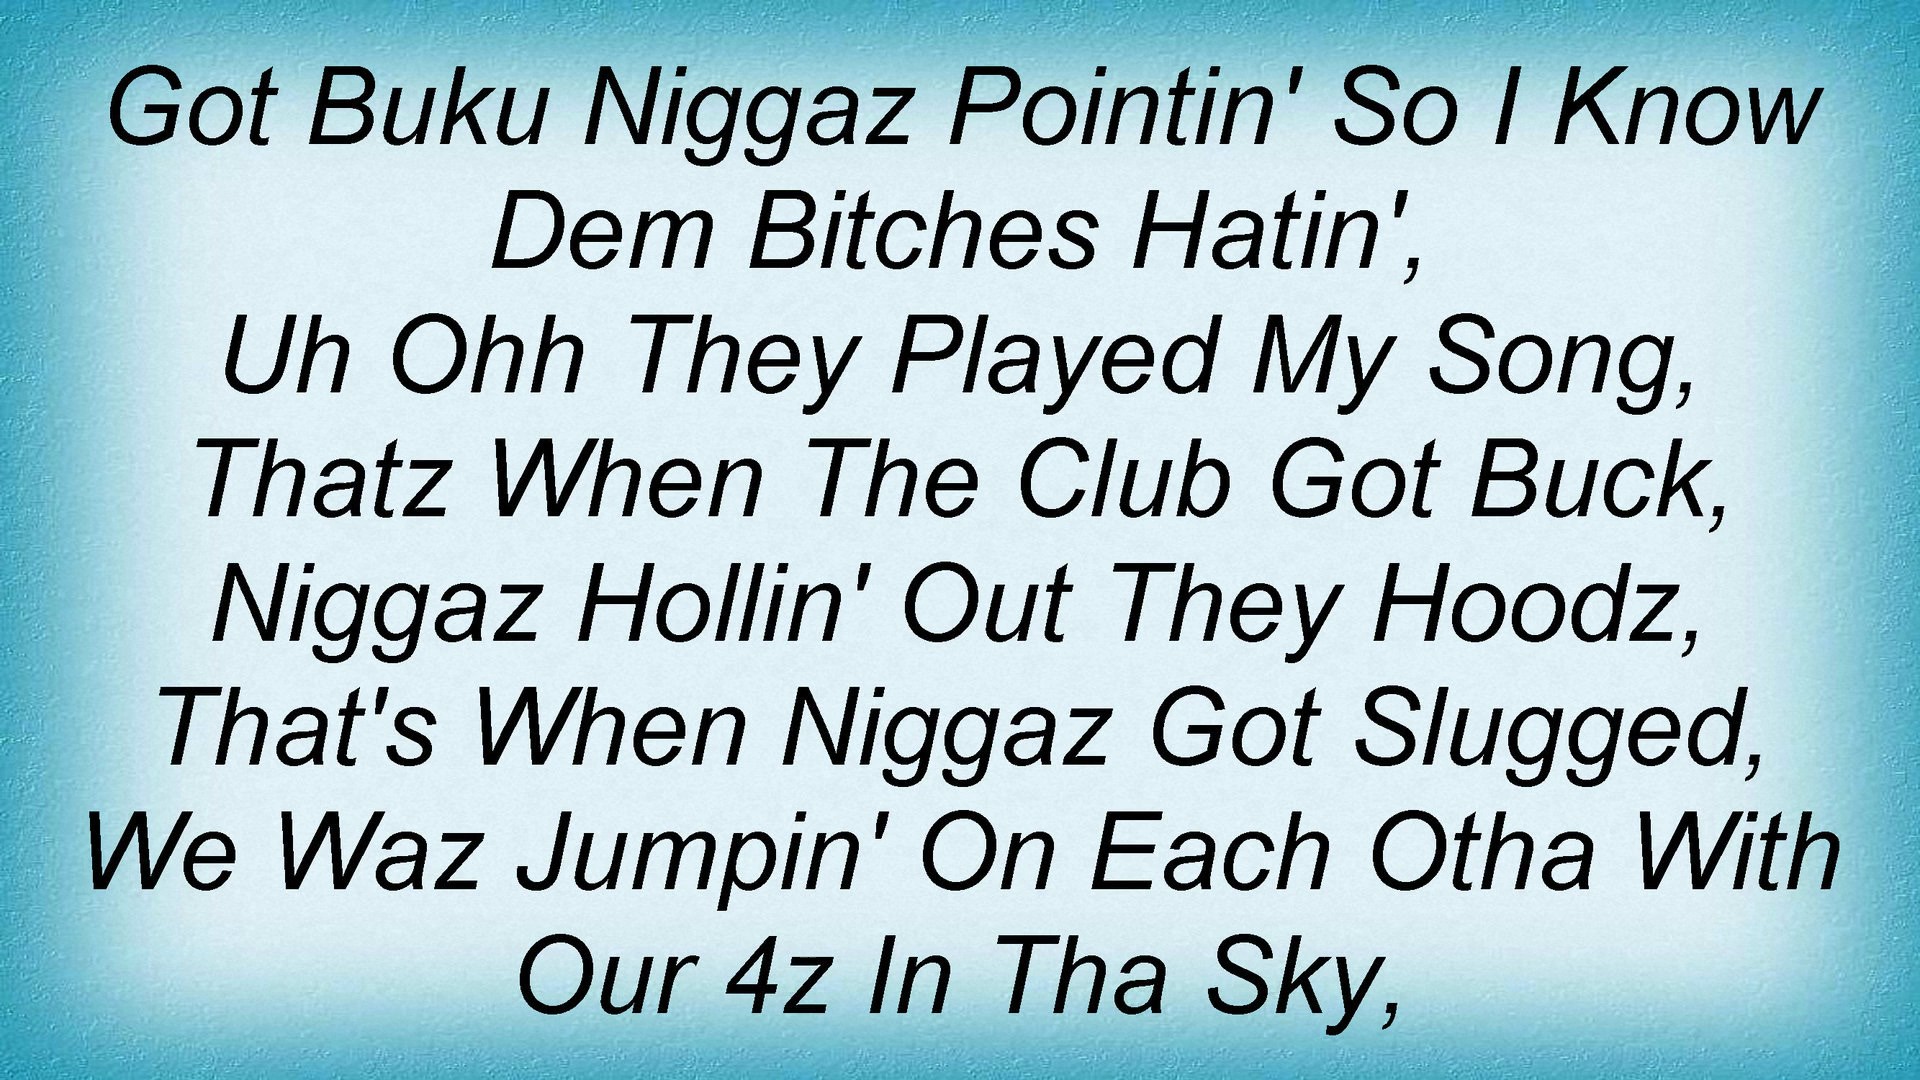 Got Buku Niggaz Pointin' So I Know
Dem Bitches Hatin',
Uh Ohh They Played My Song,
Thatz When The Club Got Buck,
Niggaz Hollin' Out They Hoodz,
That's When Niggaz Got Slugged,
We Waz Jumpin' On Each Otha With
Our 4z In Tha Sky,